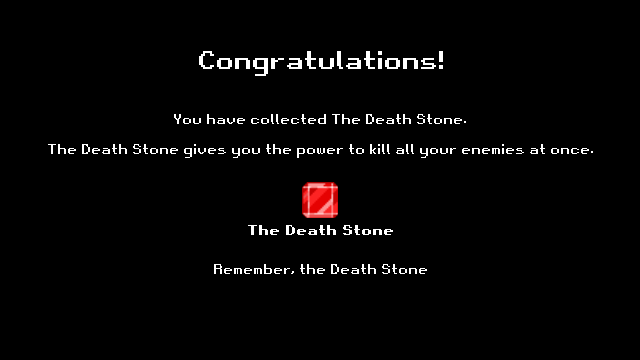 Congratulations!
You have collected The Death Stone.
The Death Stone gives you the power to kill all your enemies at once.
The Death Stone
Remember, the Death Stone